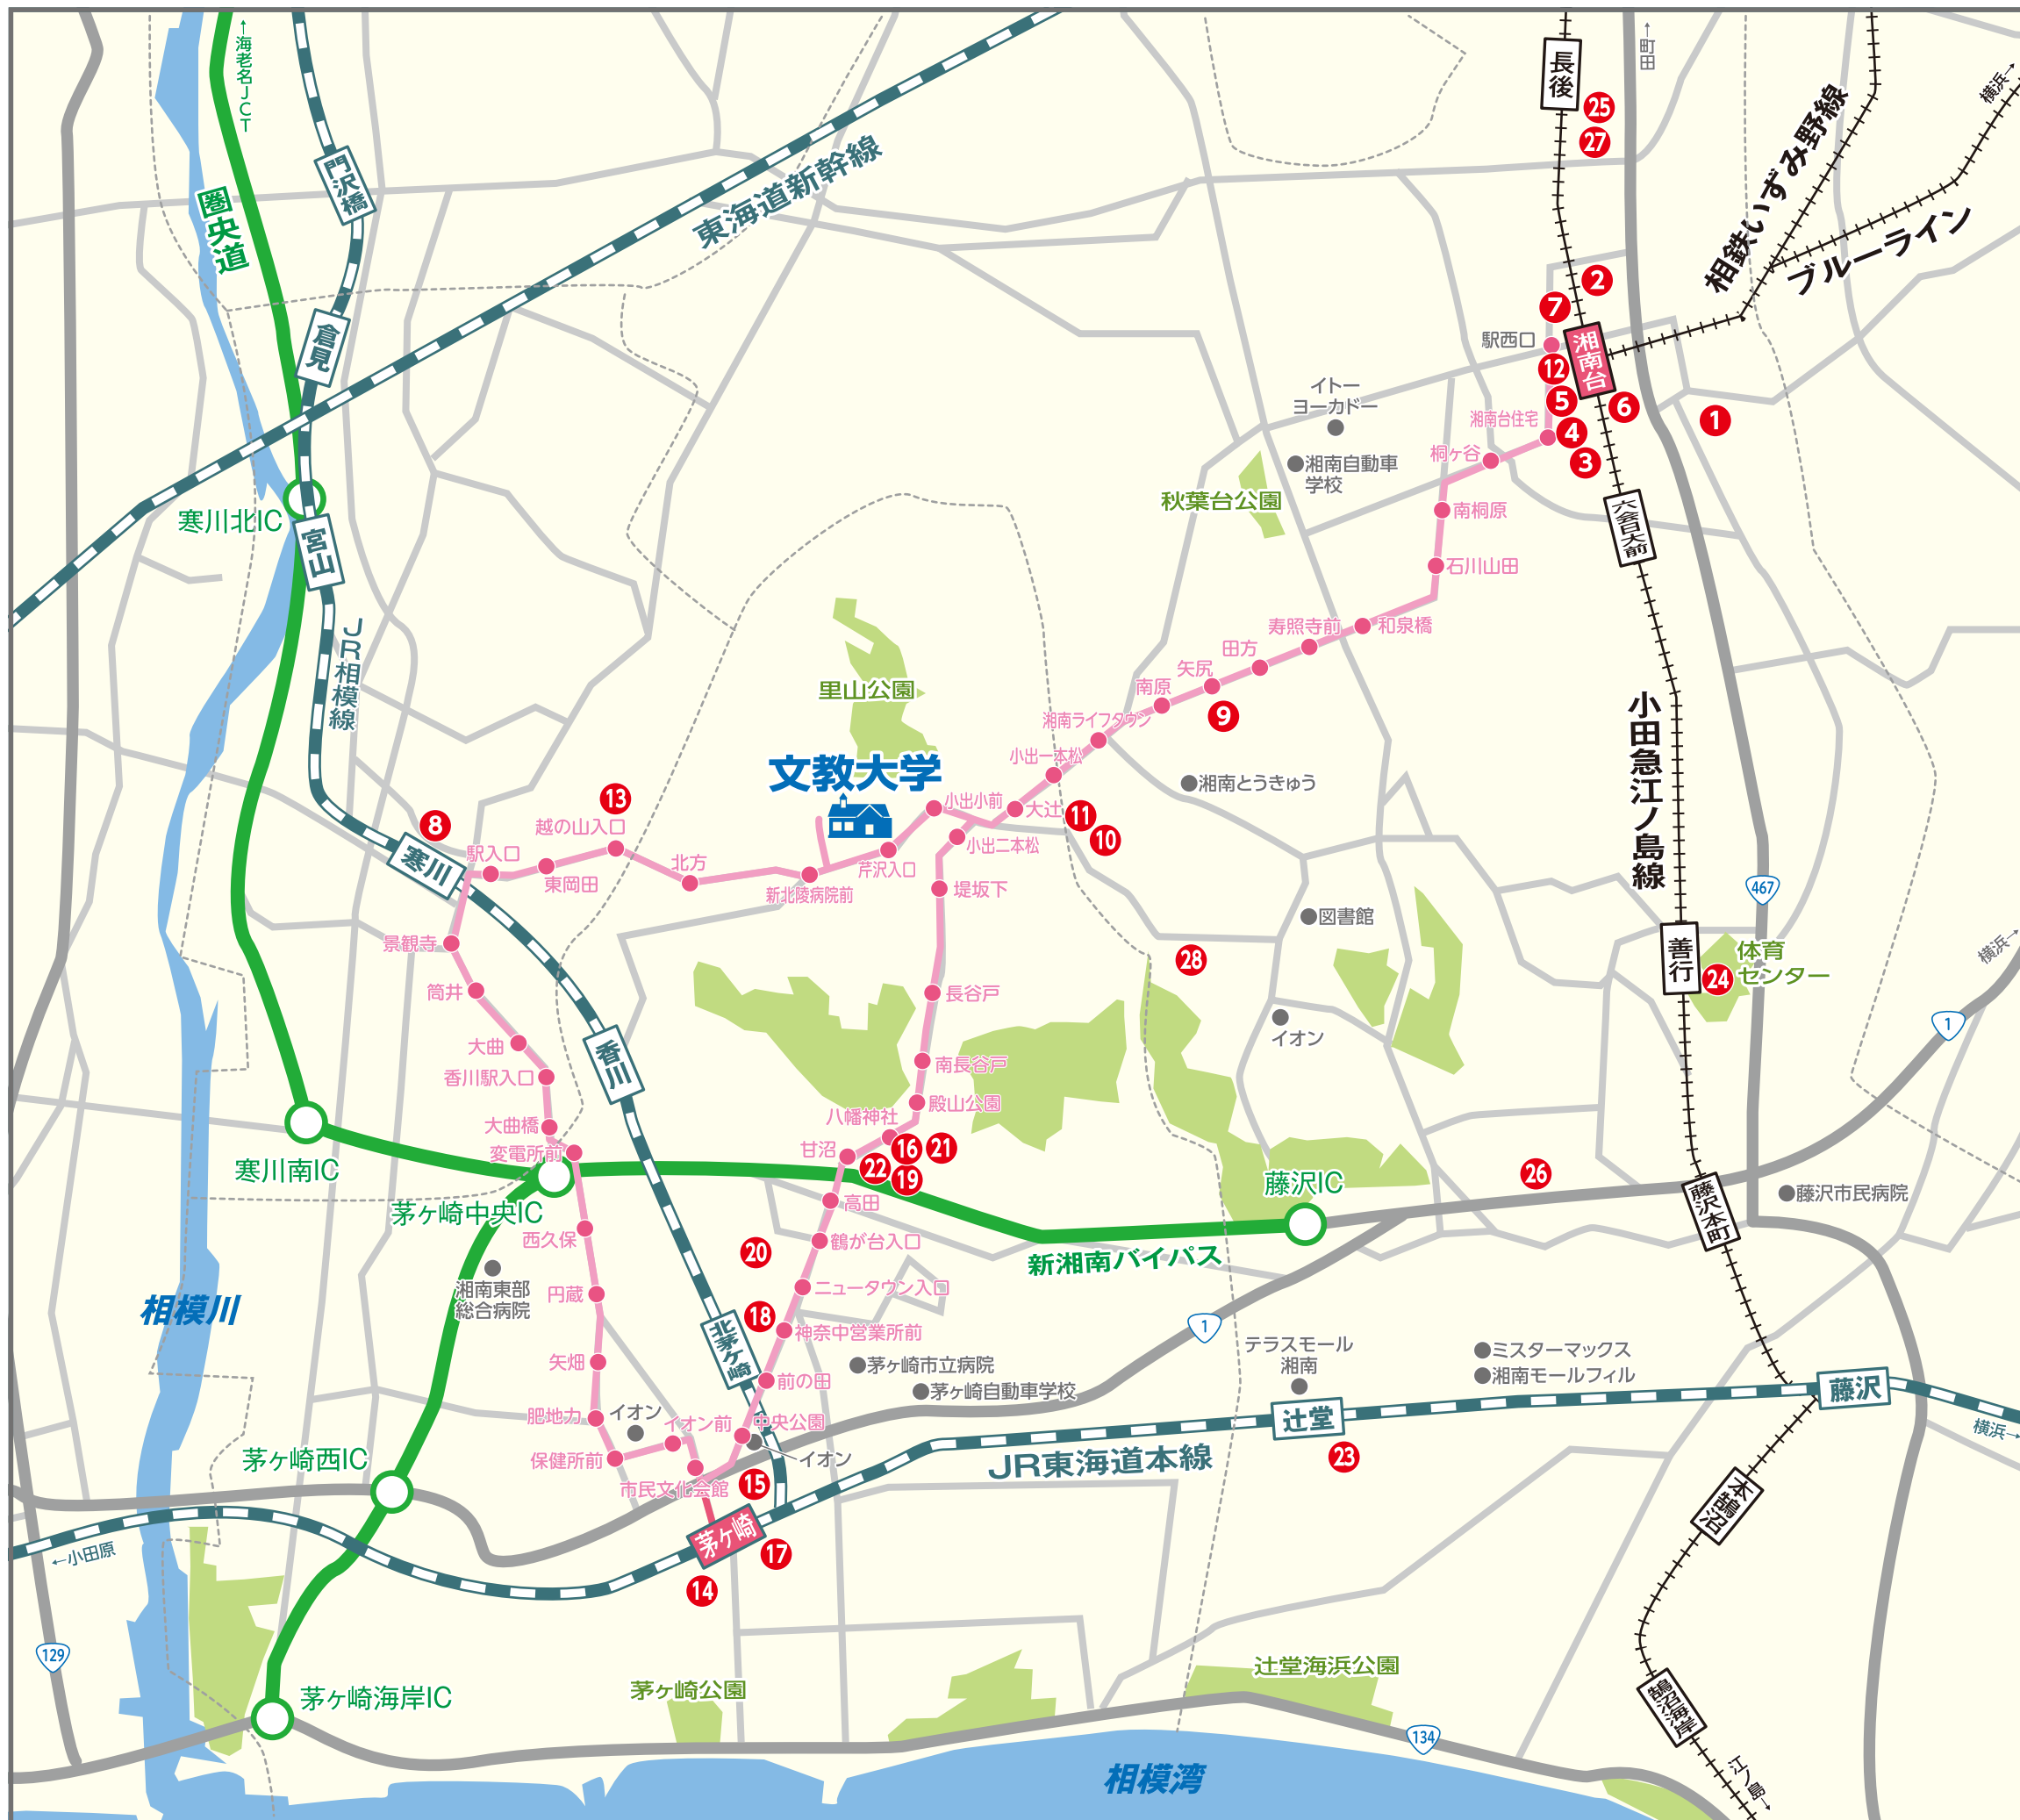 ←海老名JCT
←町田
横浜→
長後
25
27
門沢橋
圏央道
東海道新幹線
相鉄いずみ野線
ブルーライン
2
7
倉見
駅西口
湘南台
12
イトー
ヨーカドー
5
6
1
湘南台住宅
4
3
桐ヶ谷
湘南自動車
学校
秋葉台公園
寒川北IC
宮山
南桐原
六会日大前
石川山田
JR相模線
寿照寺前
和泉橋
田方
矢尻
里山公園
南原
9
湘南ライフタウン
小田急江ノ島線
小出一本松
文教大学
湘南とうきゅう
13
越の山入口
小出小前
大辻
11
10
8
寒川
駅入口
東岡田
北方
新北陵病院前
芹沢入口
小出二本松
堤坂下
467
図書館
景観寺
善行
体育
センター
24
28
横浜→
筒井
長谷戸
1
イオン
大曲
香川
南長谷戸
香川駅入口
殿山公園
大曲橋
八幡神社
変電所前
甘沼
16
21
22
19
寒川南IC
藤沢IC
26
藤沢本町
藤沢市民病院
茅ヶ崎中央IC
高田
西久保
鶴が台入口
20
新湘南バイパス
湘南東部
総合病院
円蔵
ニュータウン入口
相模川
18
神奈中営業所前
1
北茅ヶ崎
テラスモール
湘南
ミスターマックス
湘南モールフィル
矢畑
茅ヶ崎市立病院
前の田
茅ヶ崎自動車学校
藤沢
肥地力
イオン
イオン前
中央公園
辻堂
横浜→
茅ヶ崎西IC
保健所前
イオン
23
JR東海道本線
市民文化会館
15
本鵠沼
茅ヶ崎
17
←小田原
14
129
茅ヶ崎海岸IC
茅ヶ崎公園
辻堂海浜公園
鵠沼海岸
134
相模湾
江ノ島→